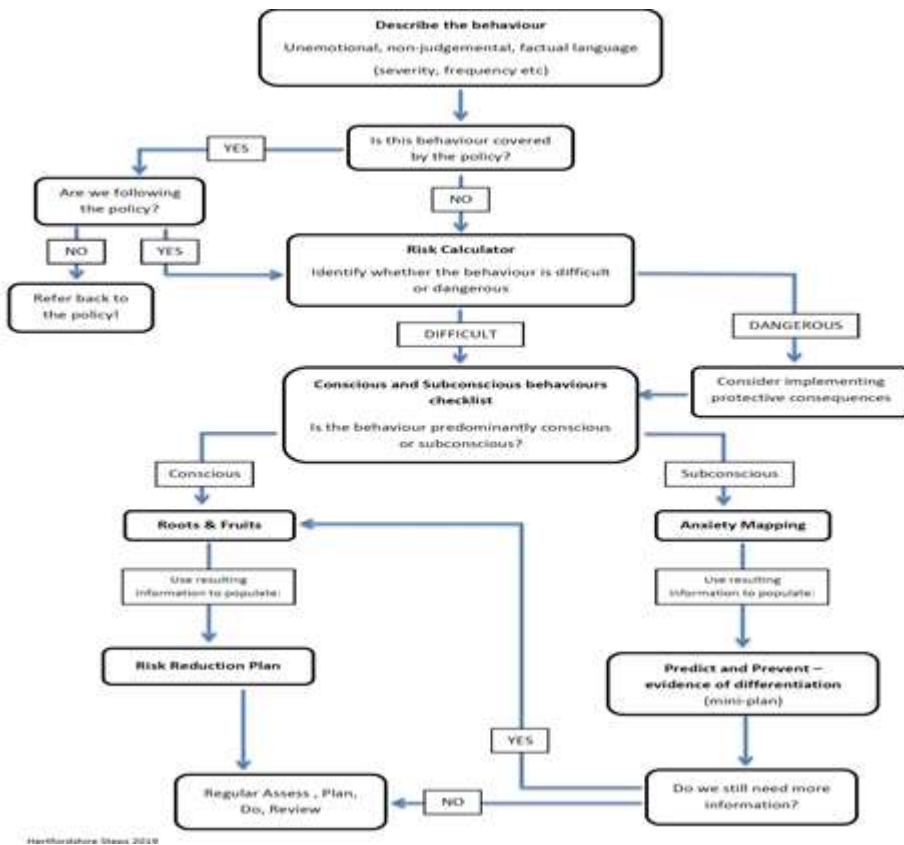 Describe the behaviour
Unemotional, non-judgemental, factual language
(severity, frequency etc)
Is this behaviour covered
by the policy?
YES
Are we following
the policy?
NO
NO
YES
Risk Calculator
Identify whether the behaviour is difficult
or dangerous
Refer back to
the policy!
DIFFICULT
DANGEROUS
Conscious and Subconscious behaviours
checklist
Is the behaviour predominantly conscious
or subconscious?
Consider implementing
protective consequences
Conscious
Subconscious
Roots & Fruits
Anxiety Mapping
Use resulting
information to populate:
Use resulting
information to populate:
Risk Reduction Plan
Predict and Prevent –
evidence of differentiation
(mini-plan)
YES
Regular Assess , Plan,
Do, Review
NO
Do we still need more
information?
Hertfordshire Steps 2019